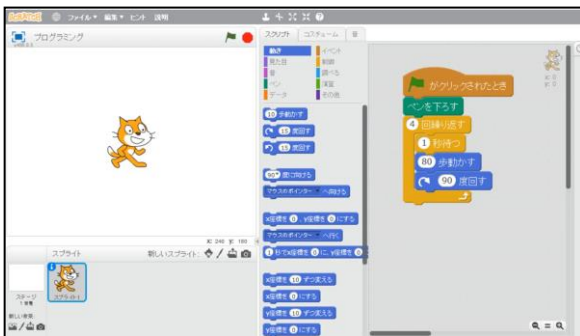 ファイル▼ 編集▼ ヒント 説明
プログラミング
スクリプト コスチューム 音
動き イベント
見た目 制御
音 調べる
ペン 演算
データ その他
10 歩動かす
15 度回す
15 度回す
90▼ 度に向ける
マウスのポインター▼ へ向ける
x座標を 0 、y座標を 0 にする
マウスのポインター▼ へ行く
1 秒でx座標を 0 に、y座標を 0
x座標を 10 ずつ変える
x座標を 0 にする
y座標を 10 ずつ変える
y座標を 0 にする
がクリックされたとき
ペンを下ろす
4 回繰り返す
1 秒待つ
80 歩動かす
90 度回す
x: 0
y: 0
x: 240 y: 180
スプライト 新しいスプライト:
ステージ
スプライト1
新しい背景: